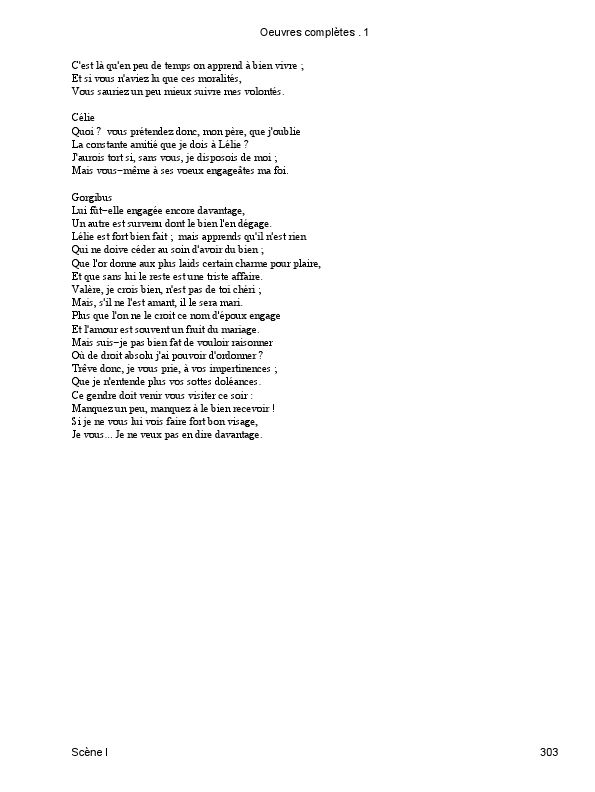 Oeuvres complètes . 1
C'est là qu'en peu de temps on apprend à bien vivre ;
Et si vous n'aviez lu que ces moralités,
Vous sauriez un peu mieux suivre mes volontés.
Célie
Quoi ? vous prétendez donc, mon père, que j'oublie
La constante amitié que je dois à Lélie ?
J'aurois tort si, sans vous, je disposois de moi ;
Mais vous−même à ses voeux engageâtes ma foi.
Gorgibus
Lui fût−elle engagée encore davantage,
Un autre est survenu dont le bien l'en dégage.
Lélie est fort bien fait ; mais apprends qu'il n'est rien
Qui ne doive céder au soin d'avoir du bien ;
Que l'or donne aux plus laids certain charme pour plaire,
Et que sans lui le reste est une triste affaire.
Valère, je crois bien, n'est pas de toi chéri ;
Mais, s'il ne l'est amant, il le sera mari.
Plus que l'on ne le croit ce nom d'époux engage
Et l'amour est souvent un fruit du mariage.
Mais suis−je pas bien fat de vouloir raisonner
Où de droit absolu j'ai pouvoir d'ordonner ?
Trêve donc, je vous prie, à vos impertinences ;
Que je n'entende plus vos sottes doléances.
Ce gendre doit venir vous visiter ce soir :
Manquez un peu, manquez à le bien recevoir !
Si je ne vous lui vois faire fort bon visage,
Je vous... Je ne veux pas en dire davantage.
Scène I
303